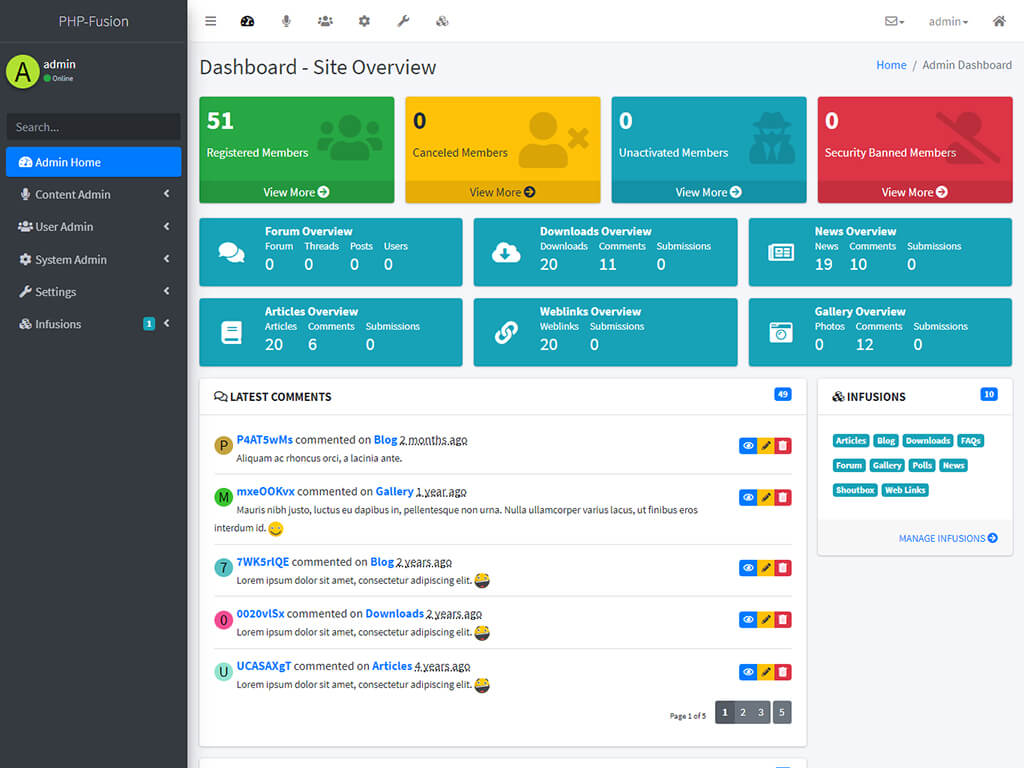 PHP-Fusion
admin
A
admin
Online
Search...
Admin Home
Content Admin
User Admin
System Admin
Settings
Infusions 1
Dashboard - Site Overview
Home / Admin Dashboard
51
Registered Members
View More
0
Canceled Members
View More
0
Unactivated Members
View More
0
Security Banned Members
View More
Forum Overview
Forum Threads Posts Users
0 0 0 0
Downloads Overview
Downloads Comments Submissions
20 11 0
News Overview
News Comments Submissions
19 10 0
Articles Overview
Articles Comments Submissions
20 6 0
Weblinks Overview
Weblinks Submissions
20 0
Gallery Overview
Photos Comments Submissions
0 12 0
LATEST COMMENTS 49
P P4AT5wMs commented on Blog 2 months ago
Aliquam ac rhoncus orci, a lacinia ante.
M mxeOOKvx commented on Gallery 1 year ago
Mauris nibh justo, luctus eu dapibus in, pellentesque non urna. Nulla ullamcorper varius lacus, ut finibus eros
interdum id.
7 7WK5rlQE commented on Blog 2 years ago
Lorem ipsum dolor sit amet, consectetur adipiscing elit.
0 0020vlSx commented on Downloads 2 years ago
Lorem ipsum dolor sit amet, consectetur adipiscing elit.
U UCASAXgT commented on Articles 4 years ago
Lorem ipsum dolor sit amet, consectetur adipiscing elit.
Page 1 of 5 1 2 3 5
INFUSIONS 10
Articles Blog Downloads FAQs
Forum Gallery Polls News
Shoutbox Web Links
MANAGE INFUSIONS